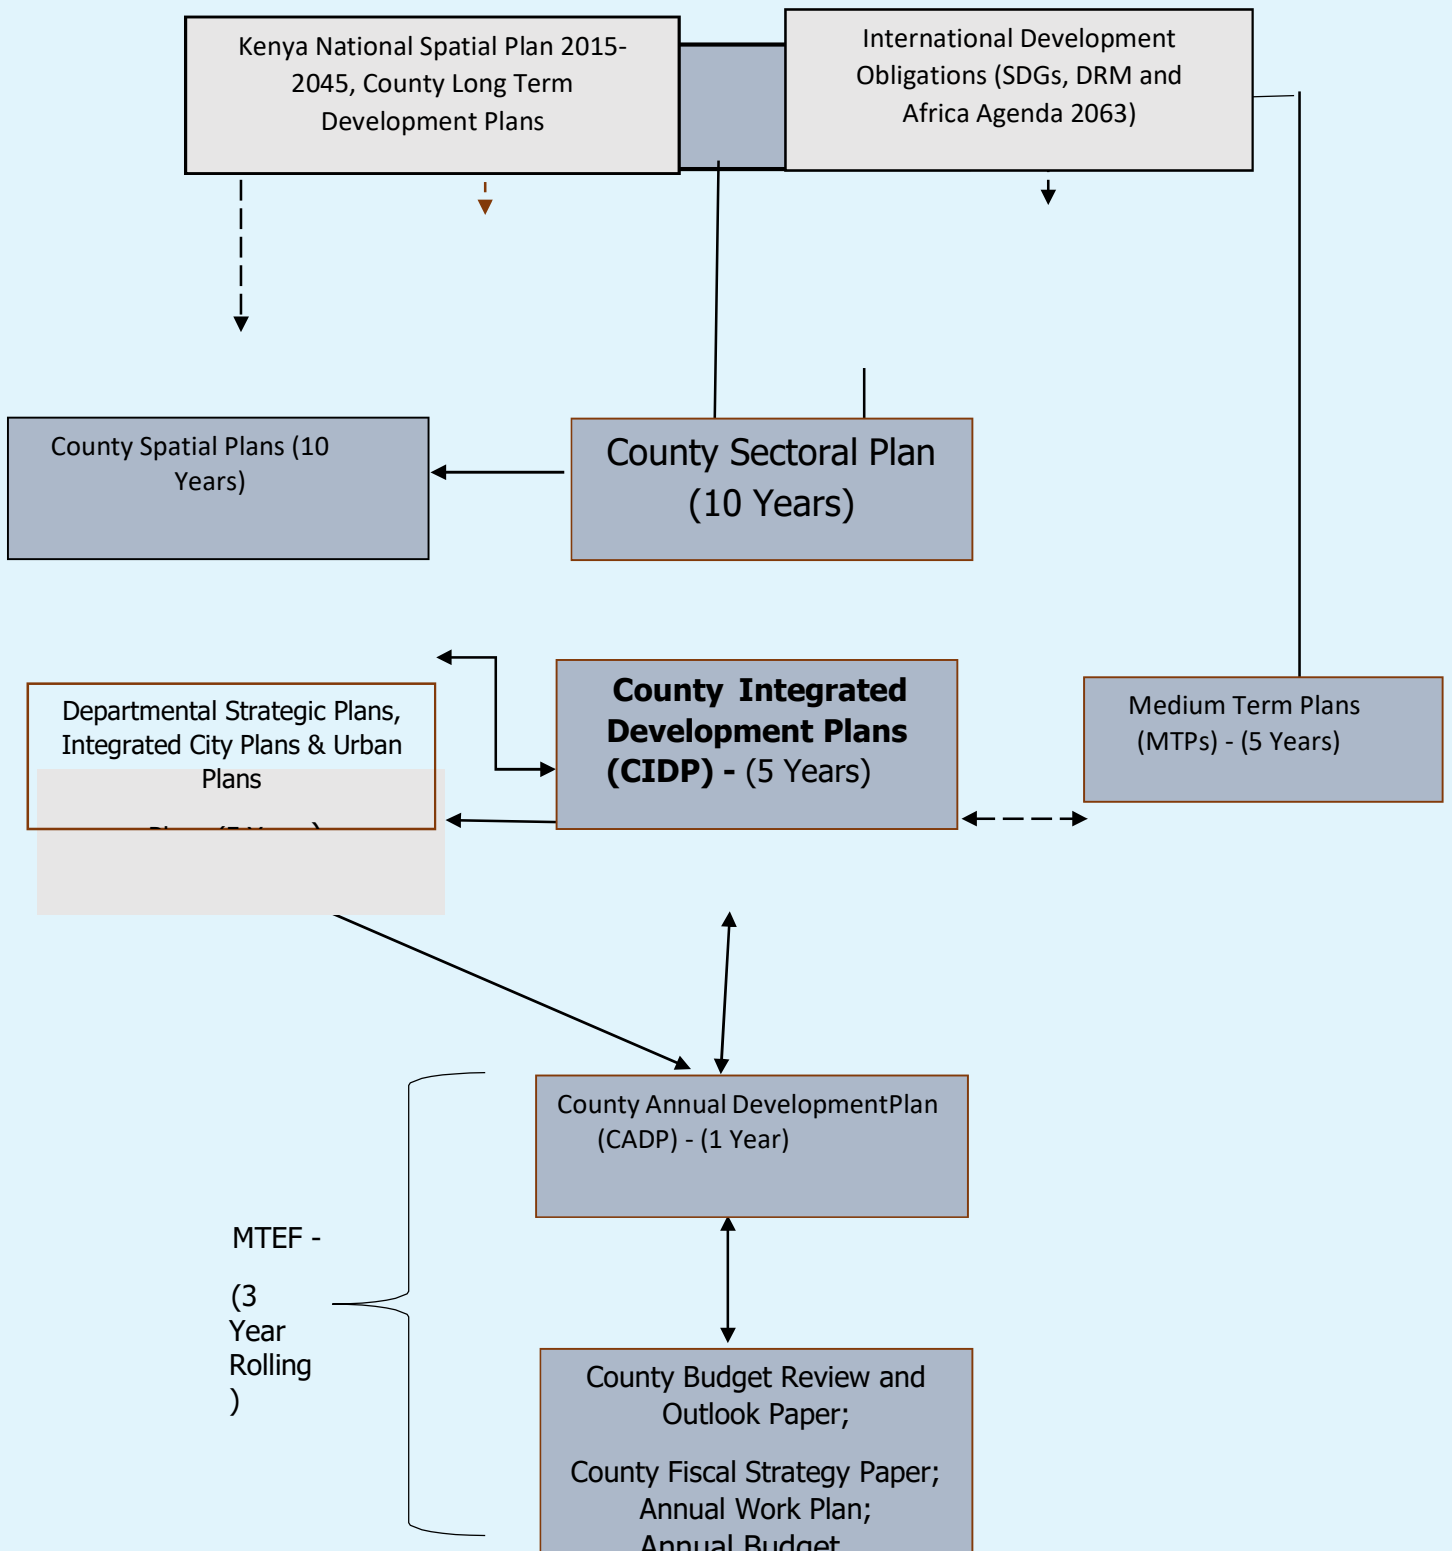 Kenya National Spatial Plan 2015-
2045, County Long Term
Development Plans
International Development
Obligations (SDGs, DRM and
Africa Agenda 2063)
County Spatial Plans (10
Years)
County Sectoral Plan
(10 Years)
Departmental Strategic Plans,
Integrated City Plans & Urban
Plans
County Integrated
Development Plans
(CIDP) - (5 Years)
Medium Term Plans
(MTPs) - (5 Years)
County Annual DevelopmentPlan
(CADP) - (1 Year)
MTEF -
(3
Year
Rolling
)
County Budget Review and
Outlook Paper;
County Fiscal Strategy Paper;
Annual Work Plan;
Annual Budget